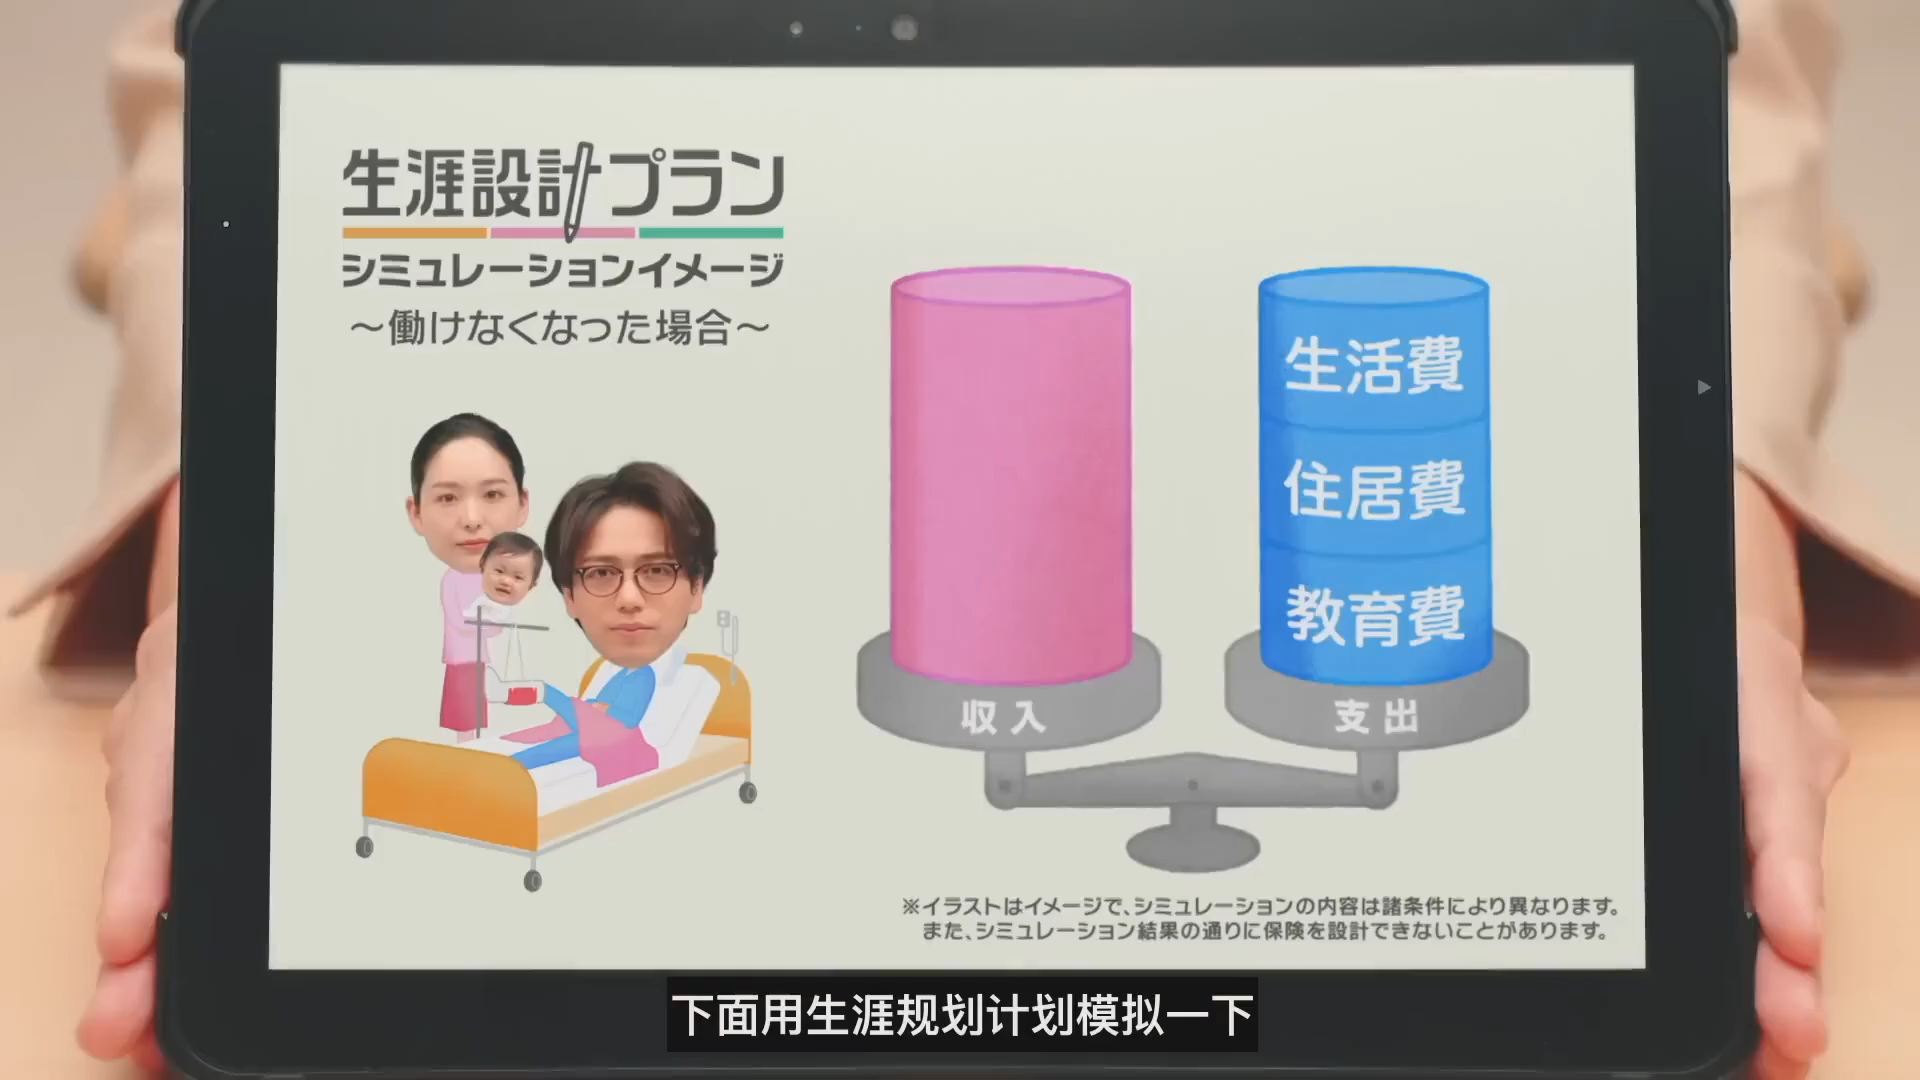 生涯設計プラン
シミュレーションイメージ
～働けなくなった場合～
生活費
住居費
教育費
収入
支出
※イラストはイメージで、シミュレーションの内容は諸条件により異なります。
また、シミュレーション結果の通りに保険を設計できないことがあります。
下面用生涯规划计划模拟一下